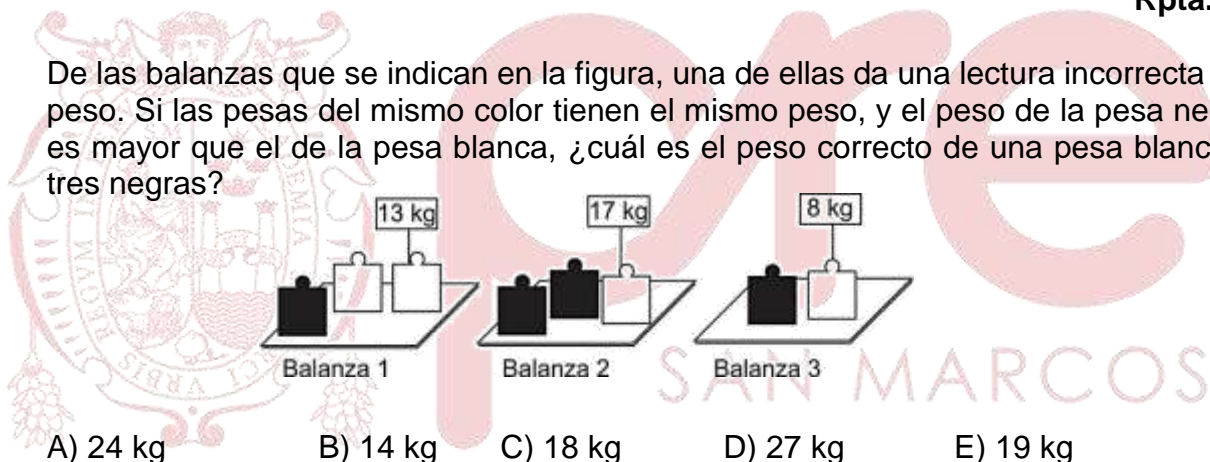 Rpta.
De las balanzas que se indican en la figura, una de ellas da una lectura incorrecta
peso. Si las pesas del mismo color tienen el mismo peso, y el peso de la pesa ne
es mayor que el de la pesa blanca, ¿cuál es el peso correcto de una pesa blanc
tres negras?
13 kg 17 kg 8 kg
Balanza 1 Balanza 2 Balanza 3
SAN MARCOS
A) 24 kg B) 14 kg C) 18 kg D) 27 kg E) 19 kg